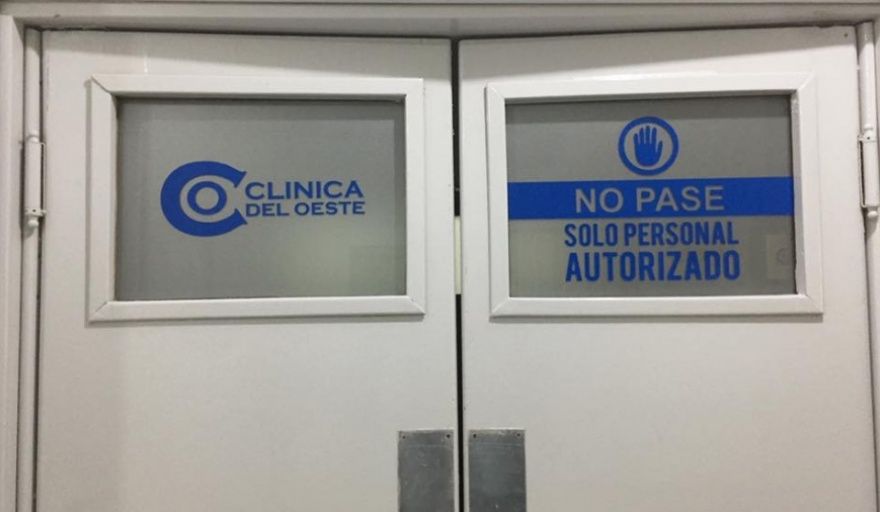 CLINICA
DEL OESTE
NO PASE
SOLO PERSONAL
AUTORIZADO